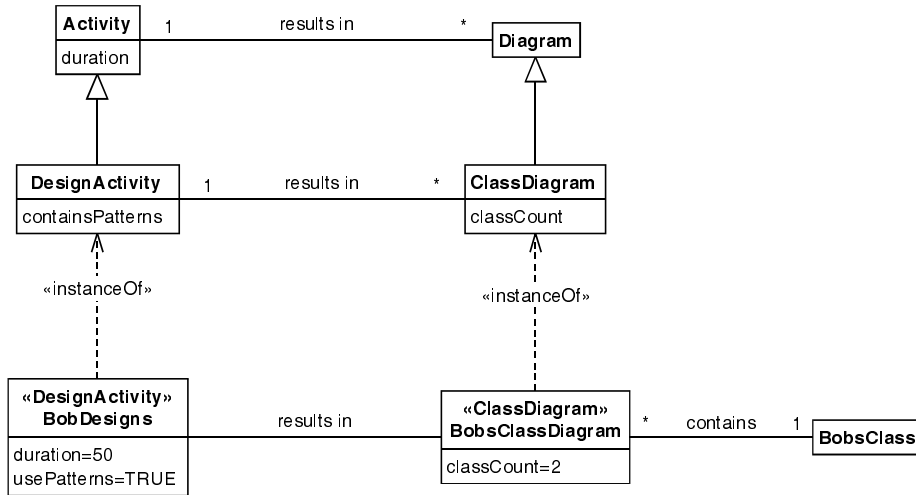 Activity
1 results in *
Diagram
duration
DesignActivity
1 results in *
ClassDiagram
containsPatterns
classCount
«instanceOf»
«instanceOf»
«DesignActivity»
BobDesigns
results in
«ClassDiagram»
BobsClassDiagram
* contains 1
BobsClass
duration=50
usePatterns=TRUE
classCount=2